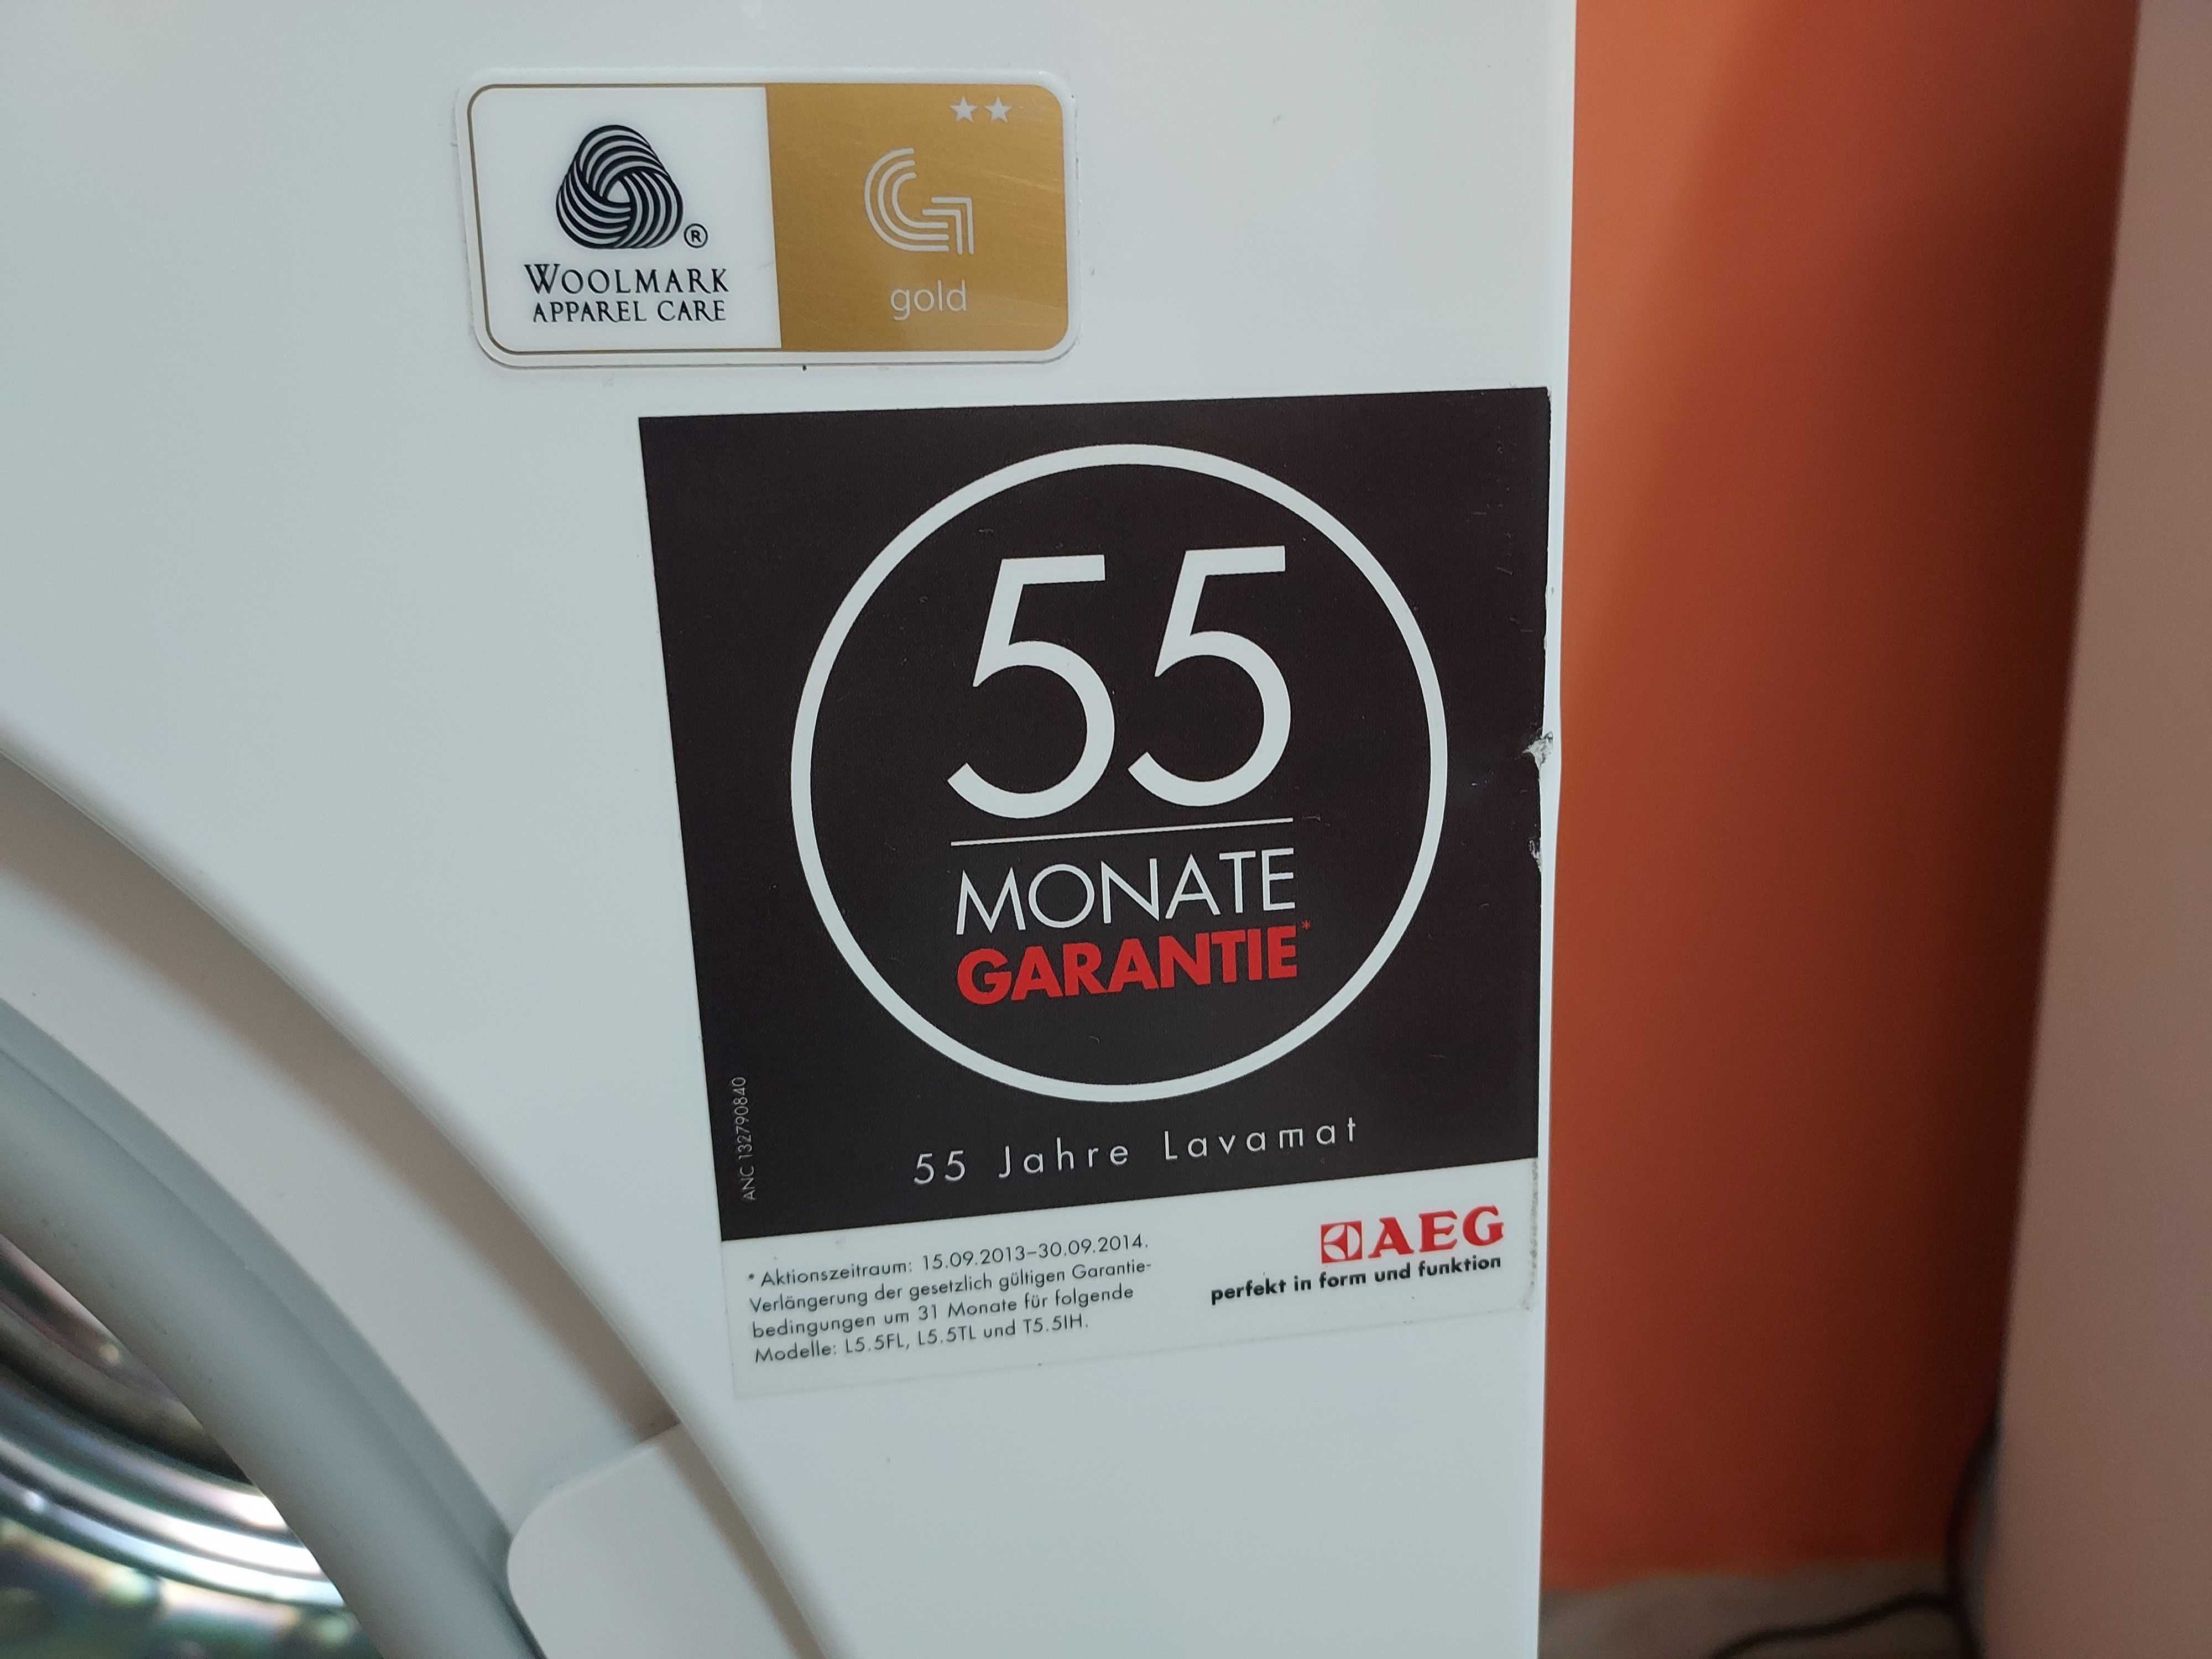 WOOLMARK
APPAREL CARE
®
G
gold
55
MONATE
GARANTIE*
55 Jahre Lavamat
ANC 132790840
* Aktionszeitraum: 15.09.2013–30.09.2014.
Verlängerung der gesetzlich gültigen Garantie-
bedingungen um 31 Monate für folgende
Modelle: L5.5FL, L5.5TL und T5.5IH.
AEG
perfekt in form und funktion